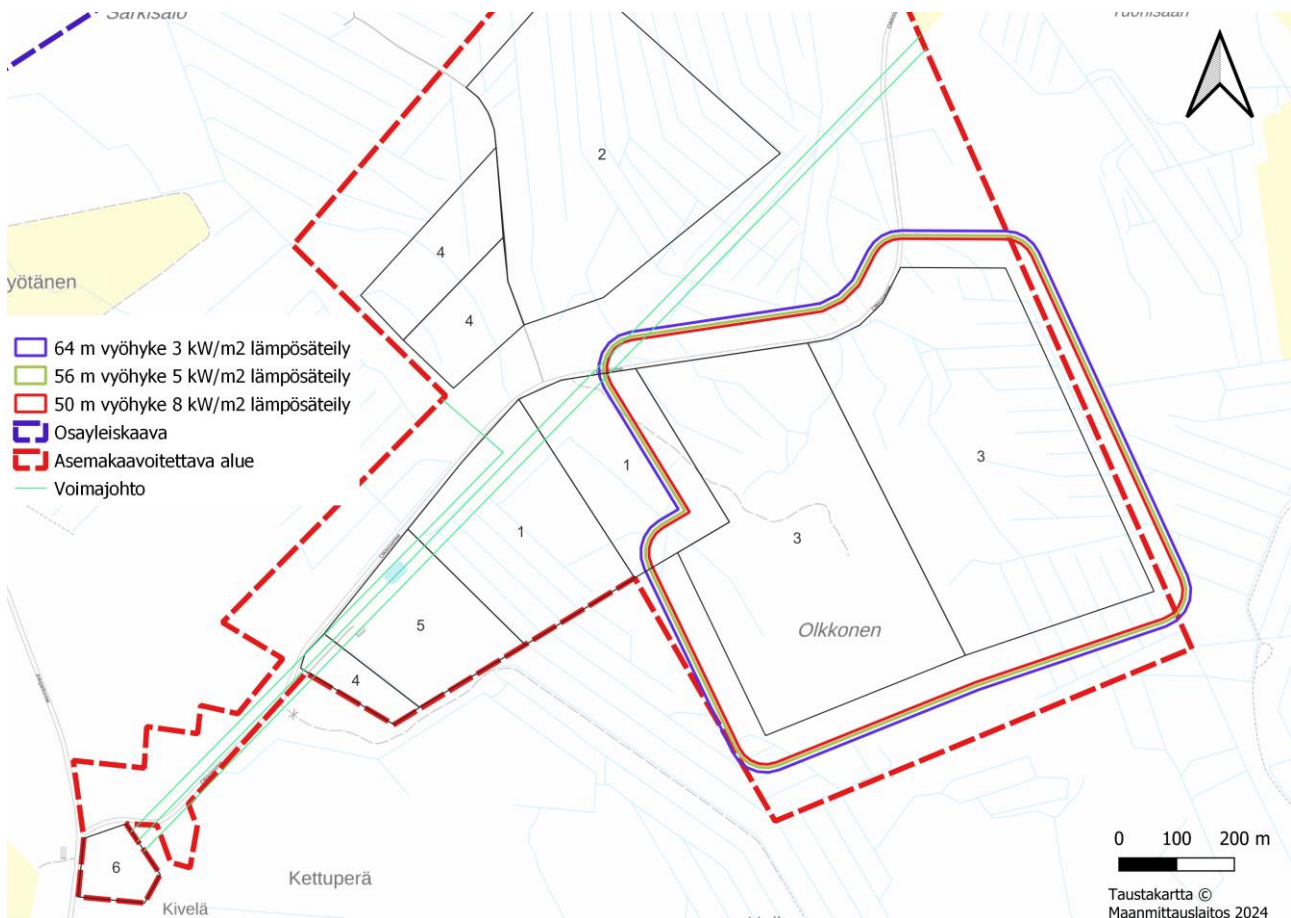 Sarkisalo
2
4
4
yötänen
64 m vyöhyke 3 kW/m2 lämpösäteily
56 m vyöhyke 5 kW/m2 lämpösäteily
50 m vyöhyke 8 kW/m2 lämpösäteily
Osayleiskaava
Asemakaavoitettava alue
Voimajohto
1
3
1
3
5
Olkkonen
4
6
Kettuperä
Kivelä
0 100 200 m
Taustakartta ©
Maanmittauslaitos 2024